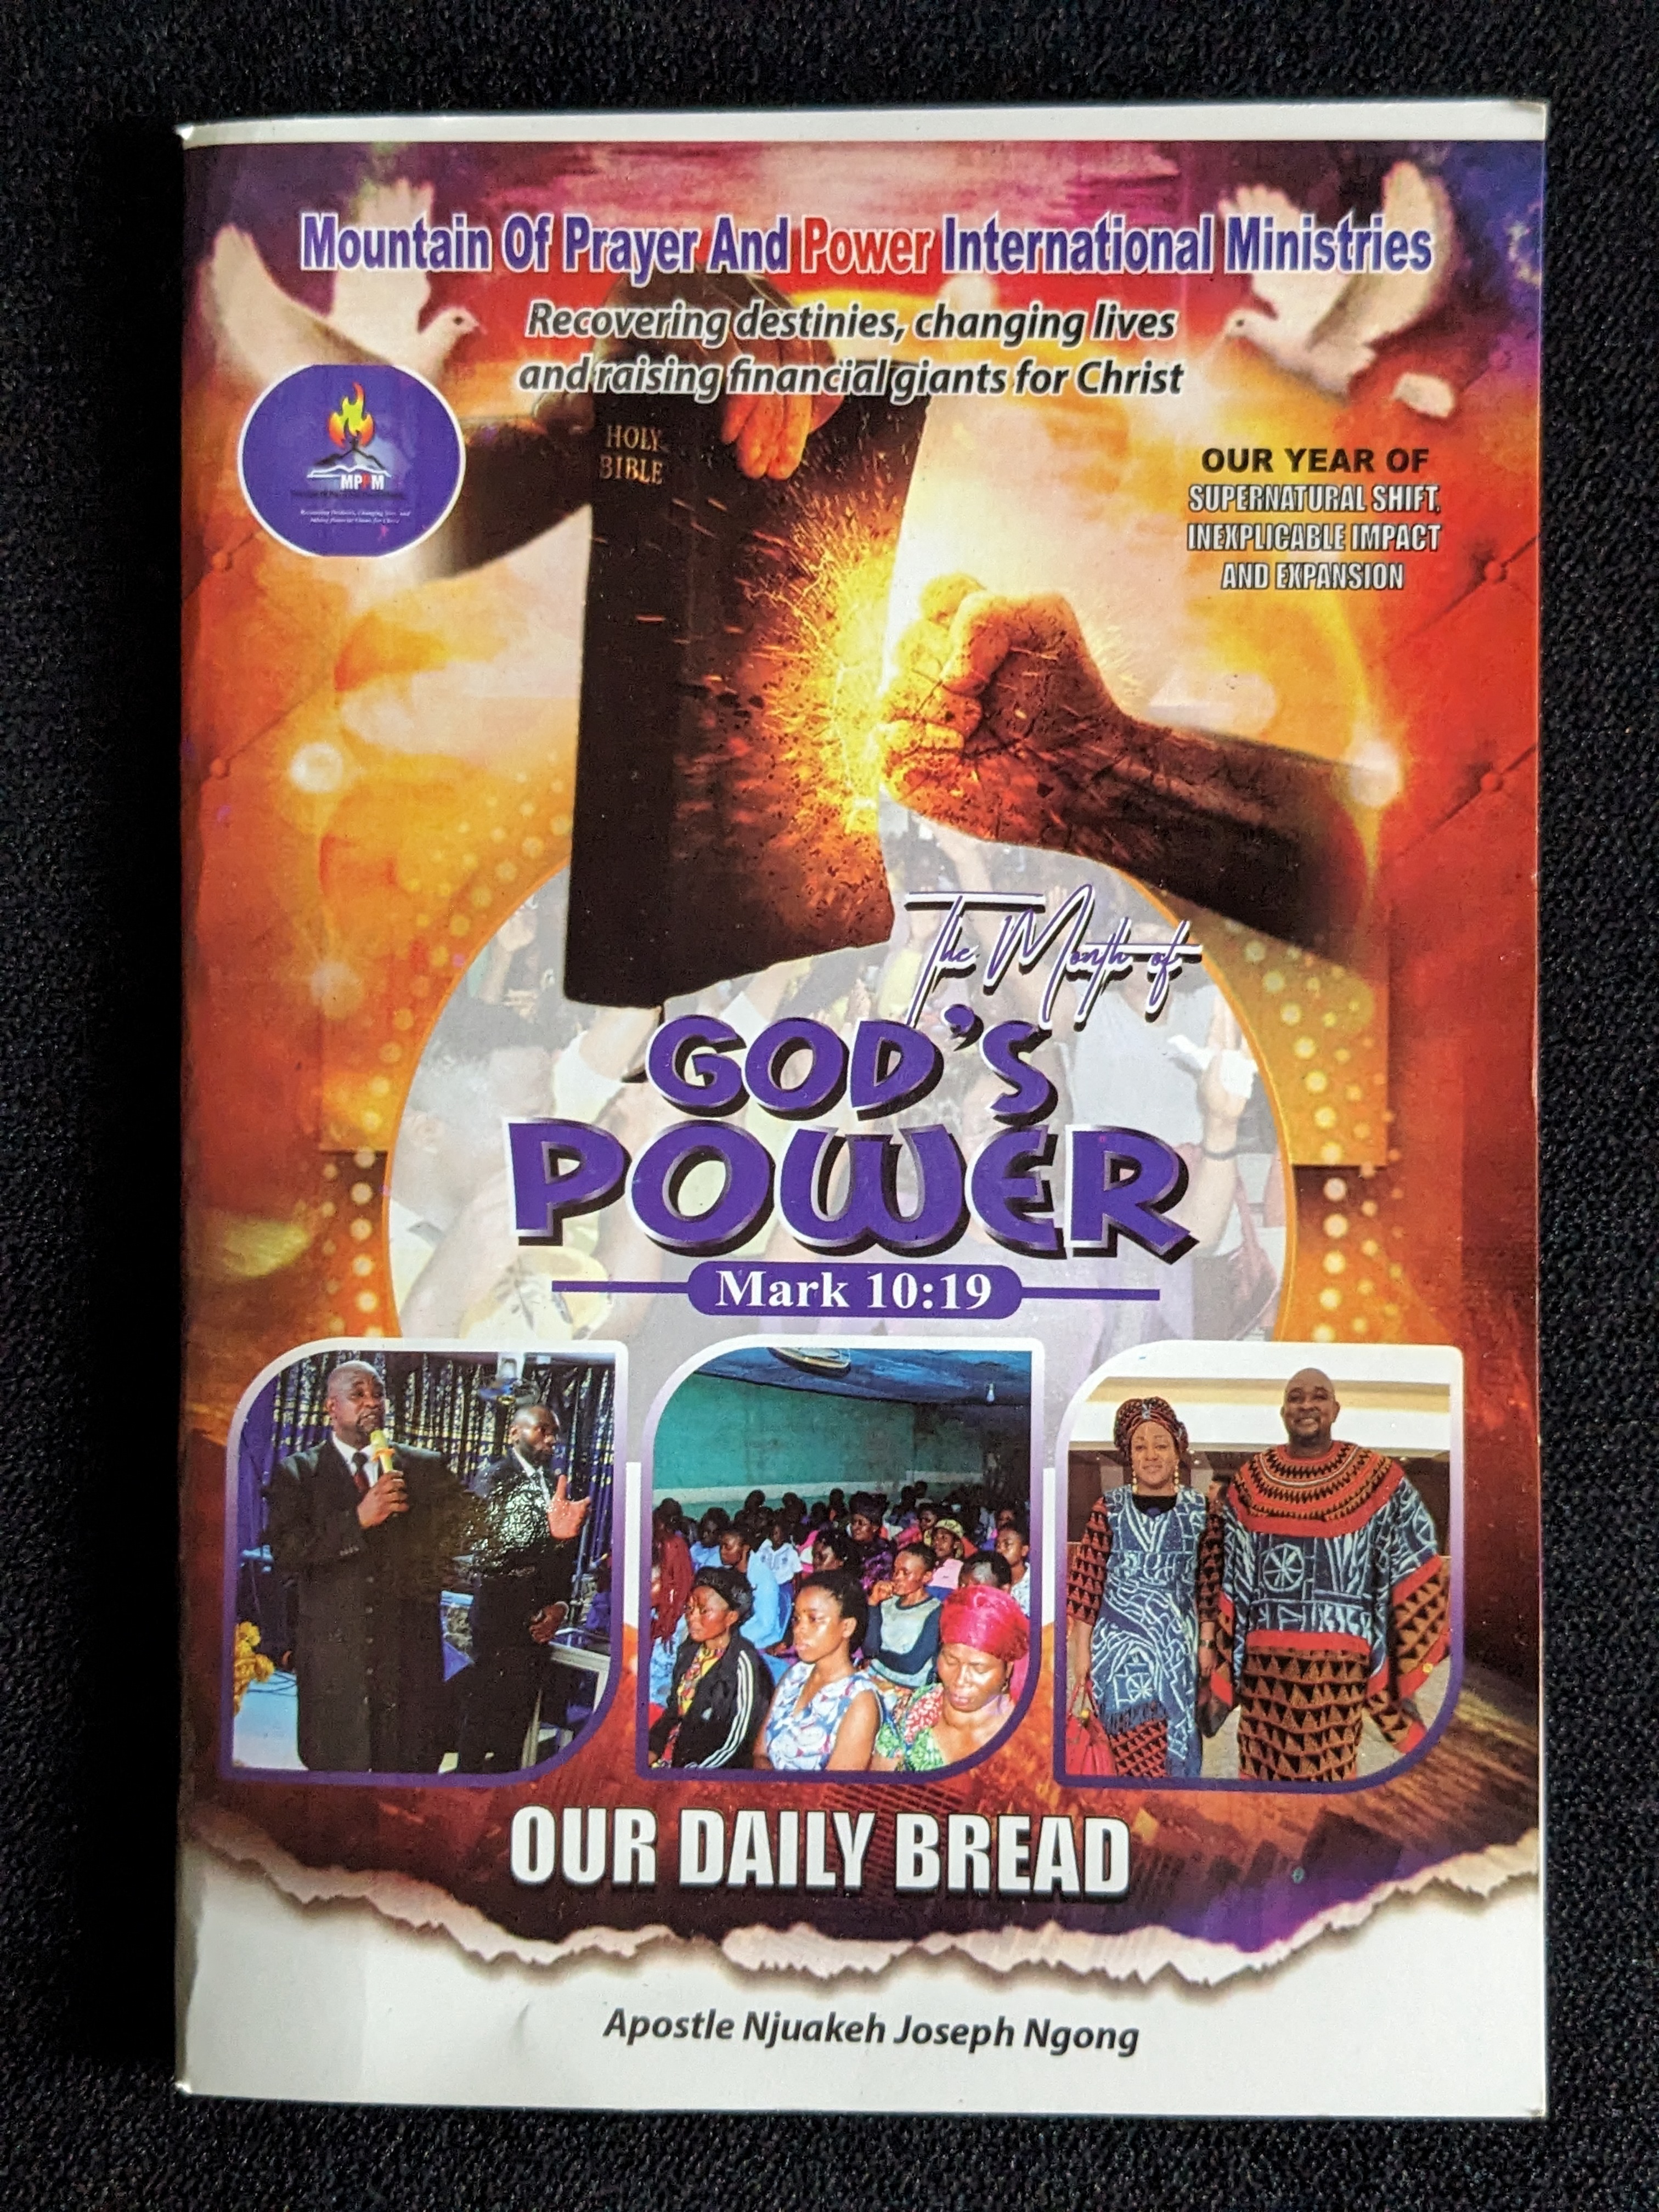 Mountain Of Prayer And Power International Ministries
Recovering destinies, changing lives
and raising financial giants for Christ
HOLY
BIBLE
MPPM
OUR YEAR OF
SUPERNATURAL SHIFT,
INEXPLICABLE IMPACT
AND EXPANSION
The Month of
GOD'S
POWER
Mark 10:19
OUR DAILY BREAD
Apostle Njuakeh Joseph Ngong